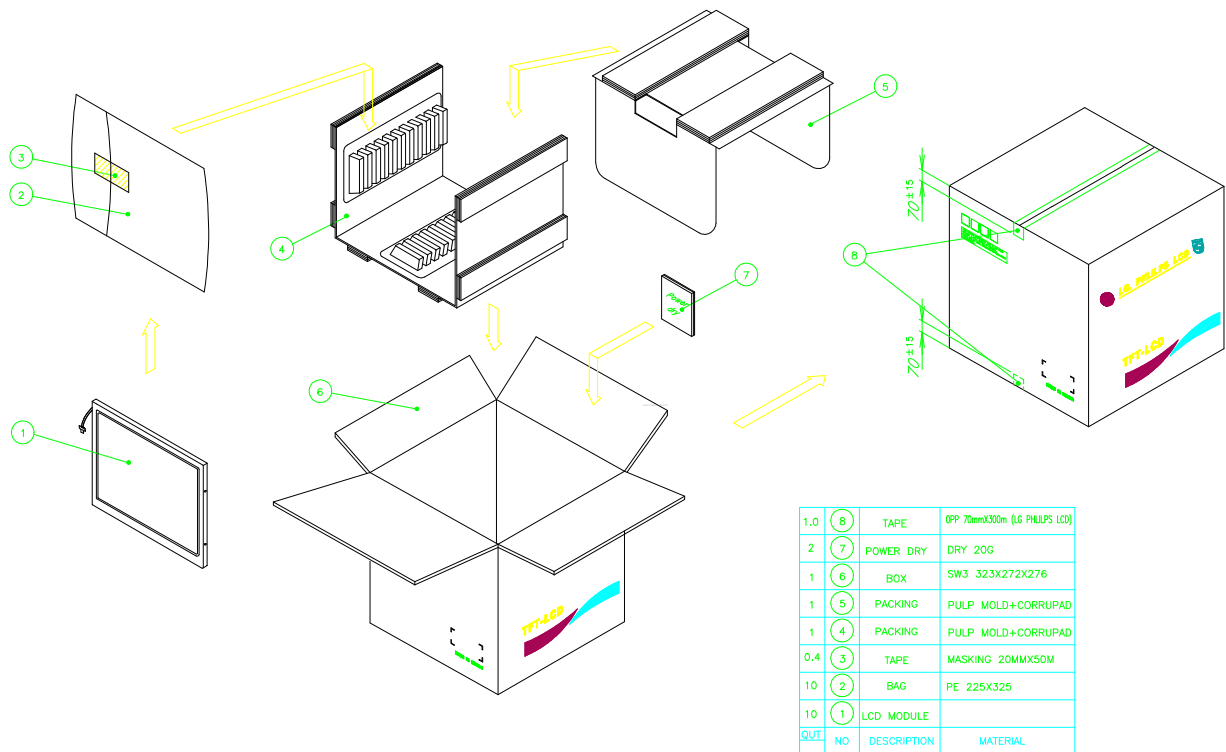 3
2
1
4
5
7
6
8
70±15
70±15
Power
dry
LG PHILIPS LCD
TFT-LCD
TFT-LCD
1.0 8 TAPE OPP 70mmX300m (LG PHILIPS LCD)
2 7 POWER DRY DRY 20G
1 6 BOX SW3 323X272X276
1 5 PACKING PULP MOLD+CORRUPAD
1 4 PACKING PULP MOLD+CORRUPAD
0.4 3 TAPE MASKING 20MMX50M
10 2 BAG PE 225X325
10 1 LCD MODULE
QUT NO DESCRIPTION MATERIAL